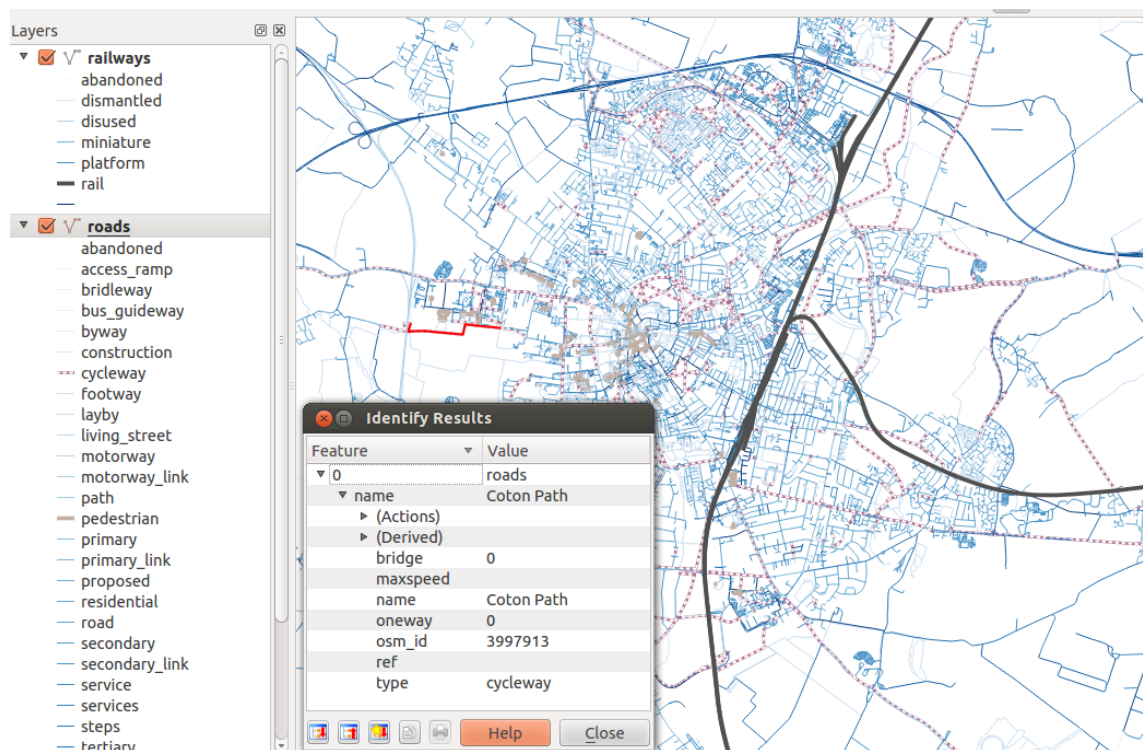 Layers
railways
abandoned
dismantled
disused
miniature
platform
rail
roads
abandoned
access_ramp
bridleway
bus_guideway
byway
construction
cycleway
footway
layby
living_street
motorway
motorway_link
path
pedestrian
primary
primary_link
proposed
residential
road
secondary
secondary_link
service
services
steps
tertiary
Identify Results
Feature Value
0 roads
name Coton Path
(Actions)
(Derived)
bridge 0
maxspeed
name Coton Path
oneway 0
osm_id 3997913
ref
type cycleway
Help Close